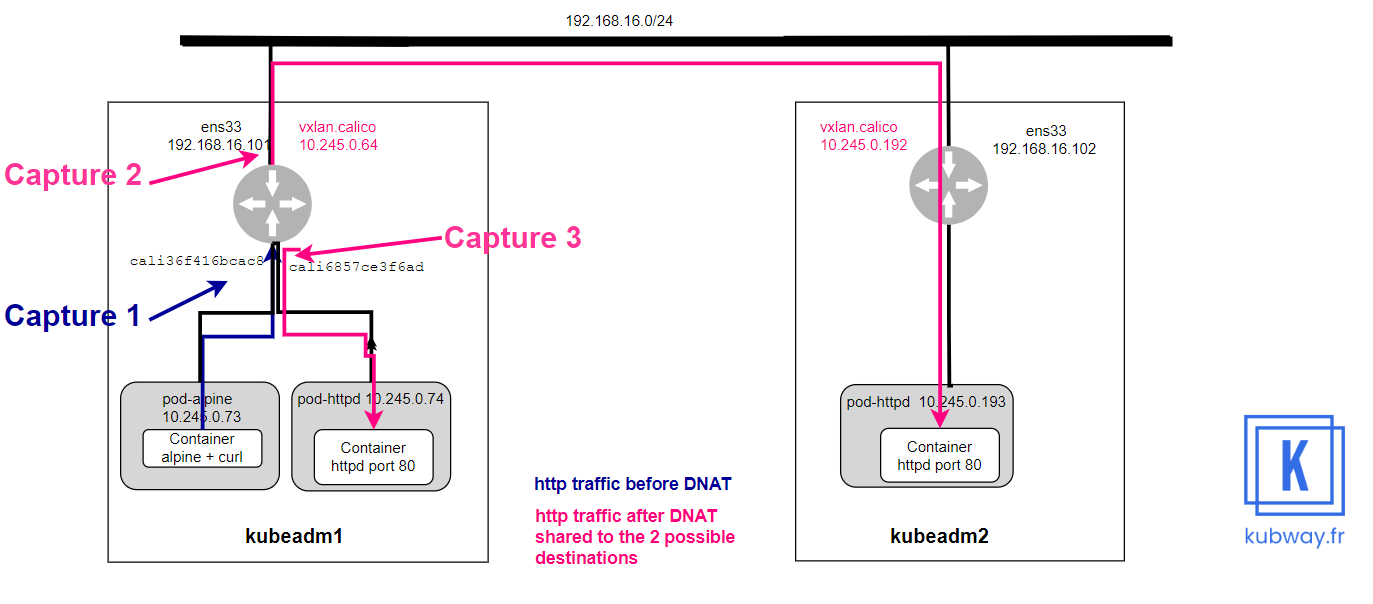 192.168.16.0/24
ens33
192.168.16.101
vxlan.calico
10.245.0.64
vxlan.calico
10.245.0.192
ens33
192.168.16.102
Capture 2
Capture 3
cali36f416bcac8
cali6857ce3f6ad
Capture 1
pod-alpine
10.245.0.73
Container
alpine + curl
pod-httpd 10.245.0.74
Container
httpd port 80
pod-httpd 10.245.0.193
Container
httpd port 80
http traffic before DNAT
http traffic after DNAT
shared to the 2 possible
destinations
kubeadm1
kubeadm2
K
kubway.fr